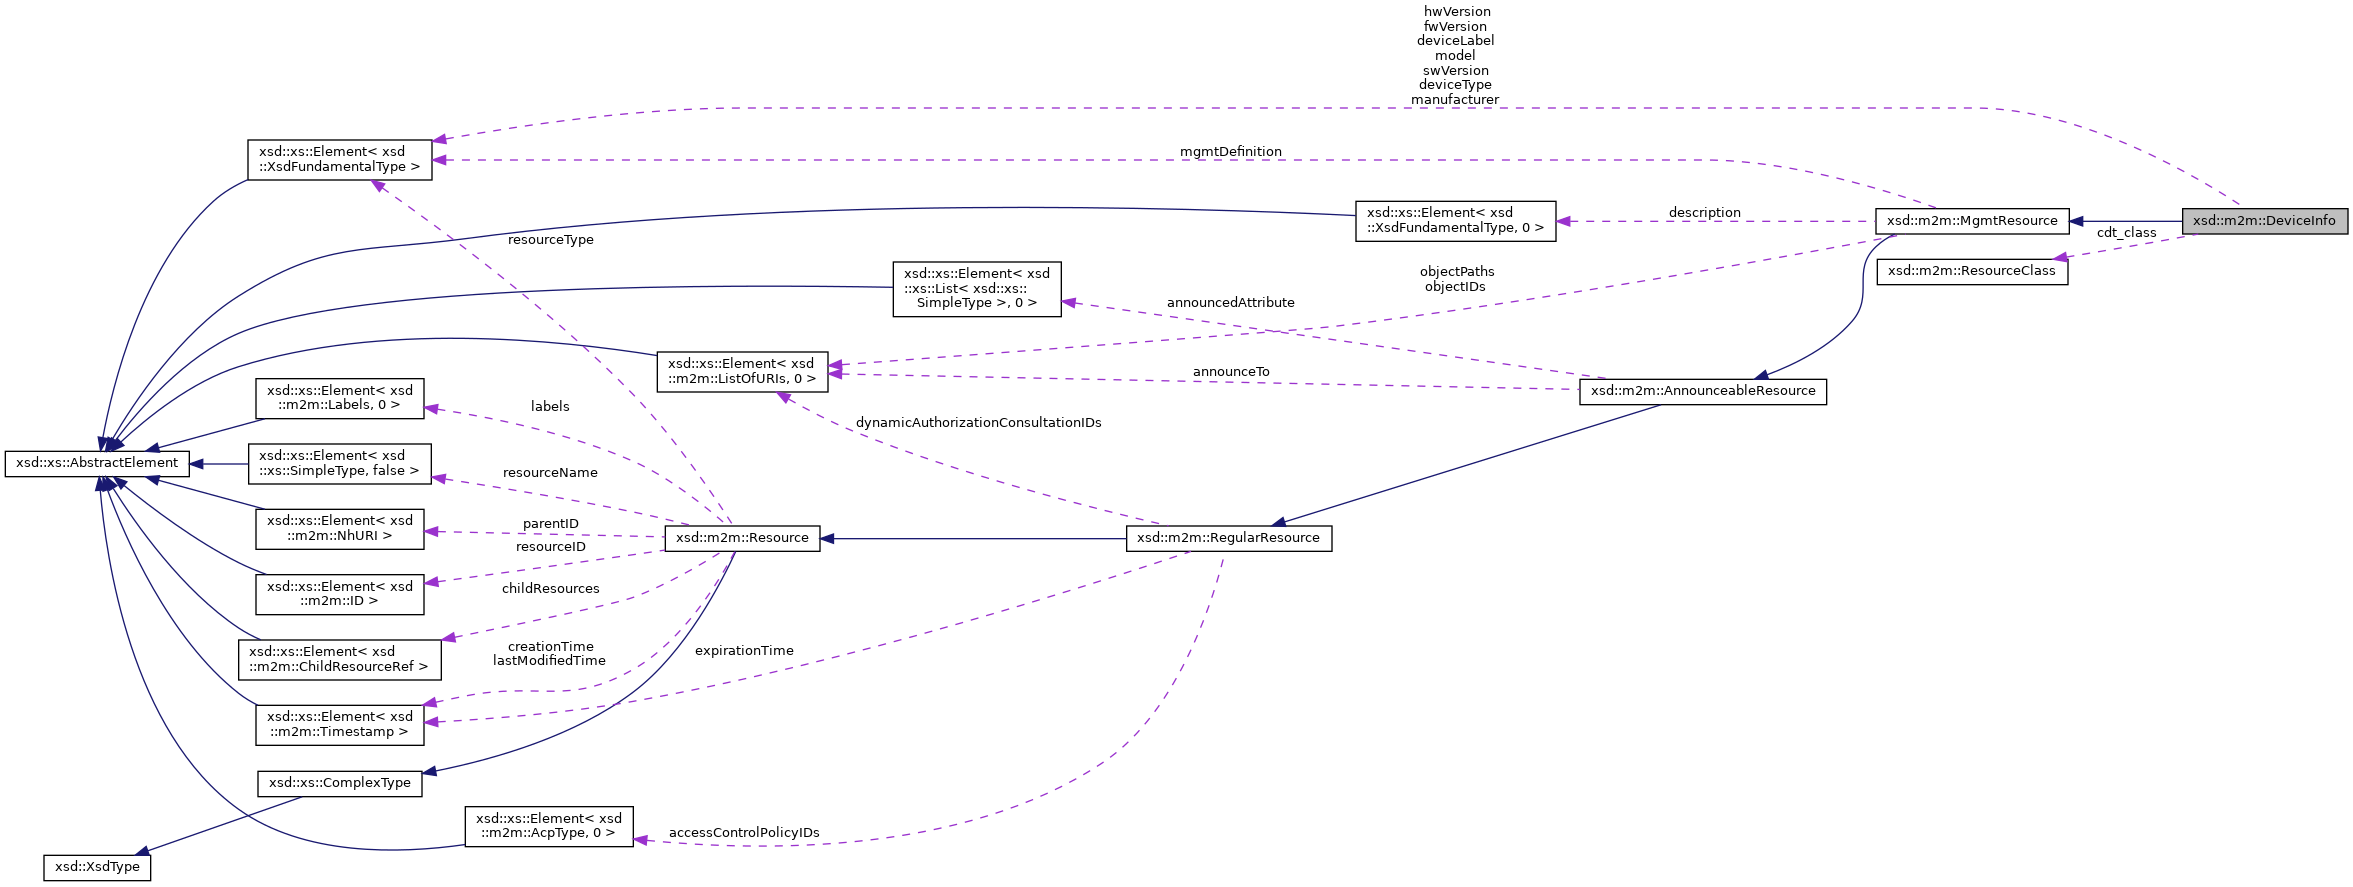 hwVersion
fwVersion
deviceLabel
model
swVersion
deviceType
manufacturer
xsd::xs::Element< xsd
::XsdFundamentalType >
mgmtDefinition
xsd::xs::Element< xsd
::XsdFundamentalType, 0 >
description
xsd::m2m::MgmtResource
xsd::m2m::DeviceInfo
cdt_class
resourceType
xsd::m2m::ResourceClass
xsd::xs::Element< xsd
::xs::List< xsd::xs::
SimpleType >, 0 >
objectPaths
objectIDs
announcedAttribute
xsd::xs::Element< xsd
::m2m::ListOfURIs, 0 >
announceTo
xsd::m2m::AnnounceableResource
xsd::xs::Element< xsd
::m2m::Labels, 0 >
labels
dynamicAuthorizationConsultationIDs
xsd::xs::AbstractElement
xsd::xs::Element< xsd
::xs::SimpleType, false >
resourceName
xsd::xs::Element< xsd
::m2m::NhURI >
parentID
resourceID
xsd::m2m::Resource
xsd::m2m::RegularResource
xsd::xs::Element< xsd
::m2m::ID >
childResources
xsd::xs::Element< xsd
::m2m::ChildResourceRef >
creationTime
lastModifiedTime
expirationTime
xsd::xs::Element< xsd
::m2m::Timestamp >
xsd::xs::ComplexType
xsd::xs::Element< xsd
::m2m::AcpType, 0 >
accessControlPolicyIDs
xsd::XsdType